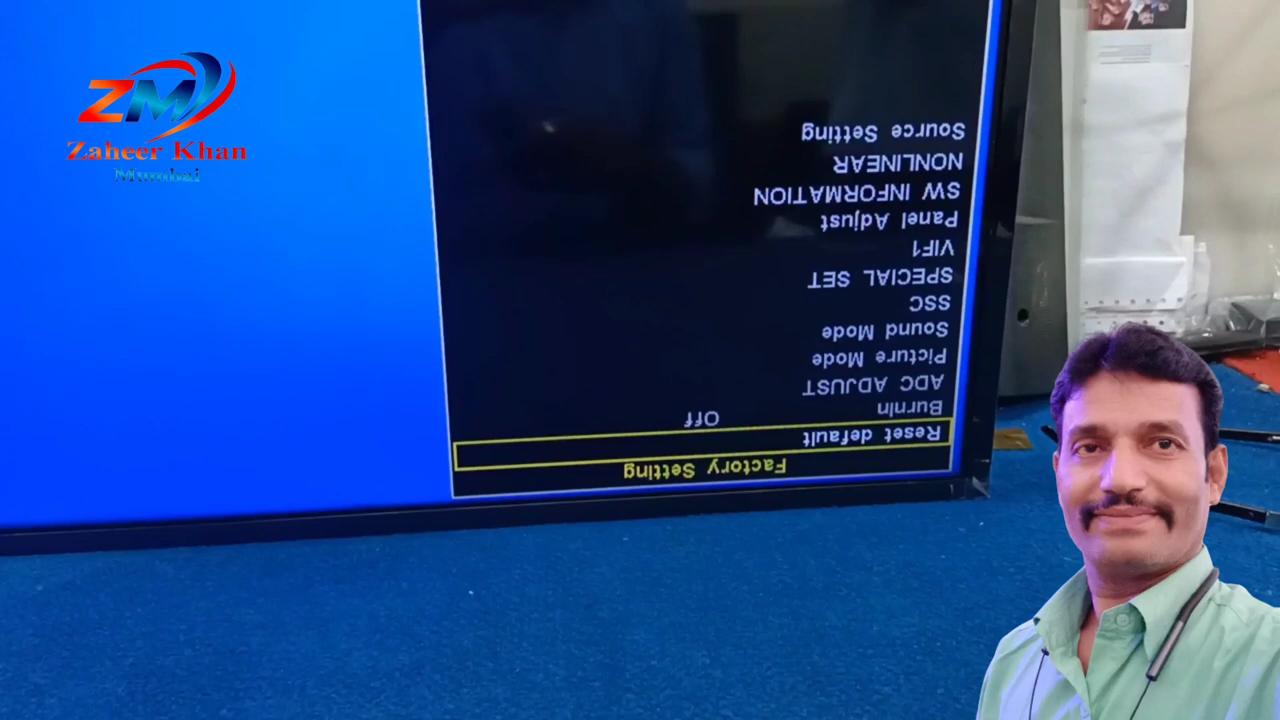 ZM
Zaheer Khan
Mumbai
Factory Setting
Reset default
BurnIn Off
ADC ADJUST
Picture Mode
Sound Mode
SSC
SPECIAL SET
VIF1
Panel Adjust
SW INFORMATION
NONLINEAR
Source Setting